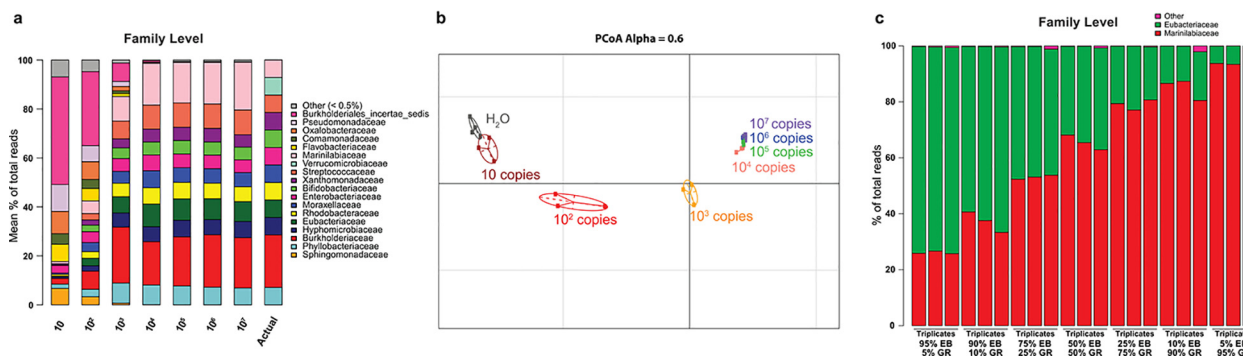 a
Family Level
Mean % of total reads
100
80
60
40
20
0
10
10²
10³
10⁴
10⁵
10⁶
10⁷
Actual
Other (< 0.5%)
Burkholderiales_incertae_sedis
Pseudomonadaceae
Oxalobacteraceae
Comamonadaceae
Flavobacteriaceae
Marinilabiaceae
Verrucomicrobiaceae
Streptococcaceae
Xanthomonadaceae
Bifidobacteriaceae
Enterobacteriaceae
Moraxellaceae
Rhodobacteraceae
Eubacteriaceae
Hyphomicrobiaceae
Burkholderiaceae
Phyllobacteriaceae
Sphingomonadaceae
b
PCoA Alpha = 0.6
H₂O
10 copies
10² copies
10³ copies
10⁷ copies
10⁶ copies
10⁵ copies
10⁴ copies
c
Family Level
Other
Eubacteriaceae
Marinilabiaceae
% of total reads
100
80
60
40
20
0
Triplicates
95% EB
5% GR
Triplicates
90% EB
10% GR
Triplicates
75% EB
25% GR
Triplicates
50% EB
50% GR
Triplicates
25% EB
75% GR
Triplicates
10% EB
90% GR
Triplicat
5% EB
95% G